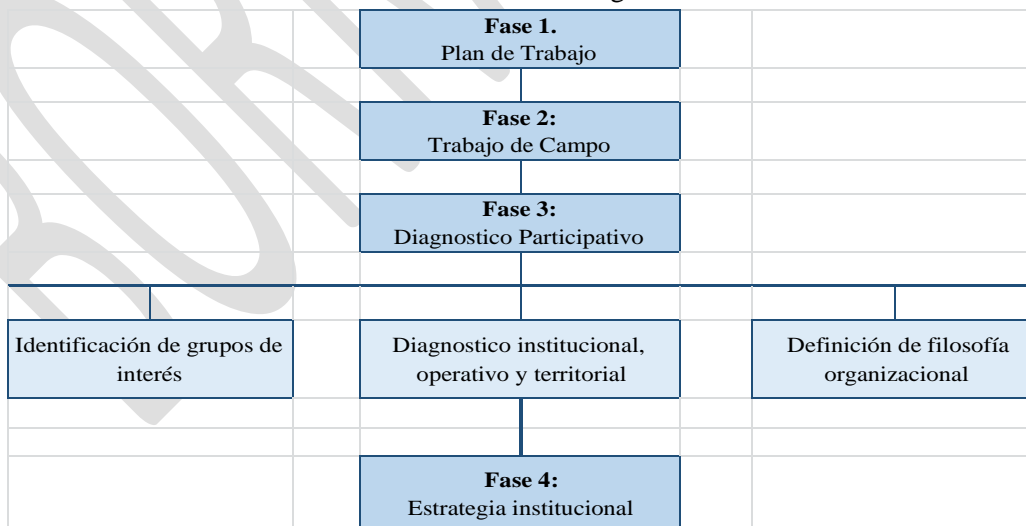 Fase 1.
Plan de Trabajo
Fase 2:
Trabajo de Campo
Fase 3:
Diagnostico Participativo
Identificación de grupos de
interés
Diagnostico institucional,
operativo y territorial
Definición de filosofía
organizacional
Fase 4:
Estrategia institucional